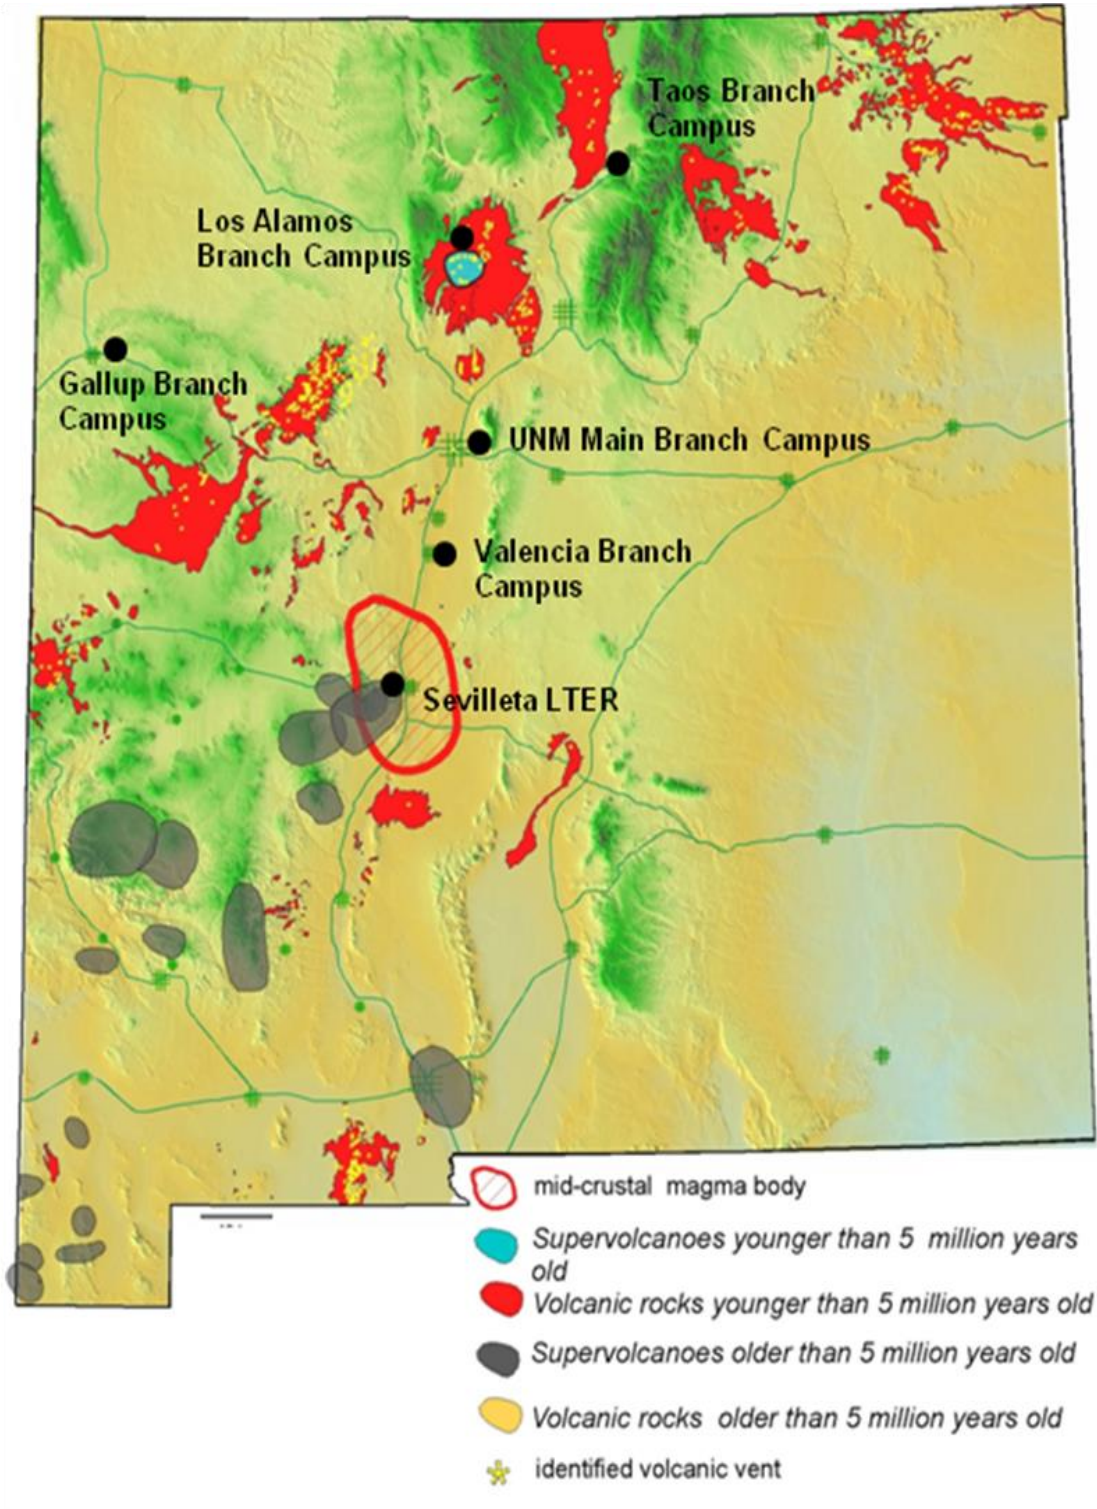 Taos Branch
Campus
Los Alamos
Branch Campus
Gallup Branch
Campus
UNM Main Branch Campus
Valencia Branch
Campus
Sevilleta LTER
mid-crustal magma body
Supervolcanoes younger than 5 million years
old
Volcanic rocks younger than 5 million years old
Supervolcanoes older than 5 million years old
Volcanic rocks older than 5 million years old
identified volcanic vent